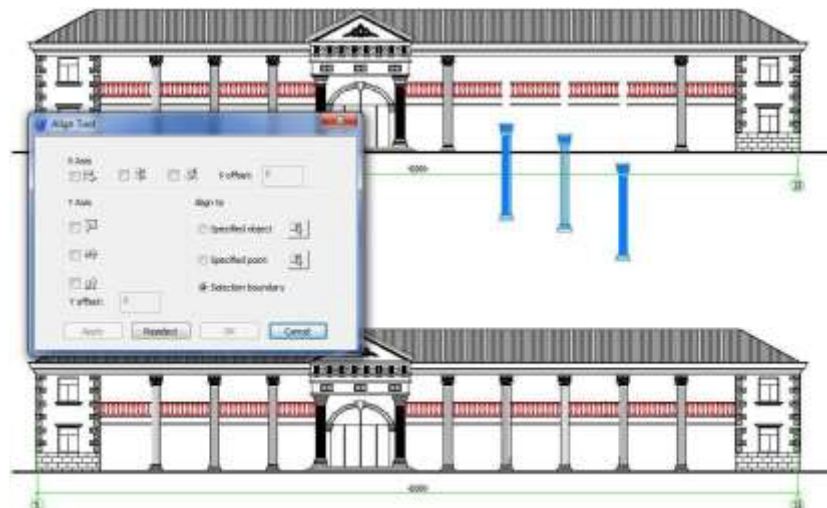 Align Tool
X Axis
X offset:
Y Axis
Align to
Specified object
Specified point
Selection boundary
Y offset:
Apply
Reselect
OK
Cancel